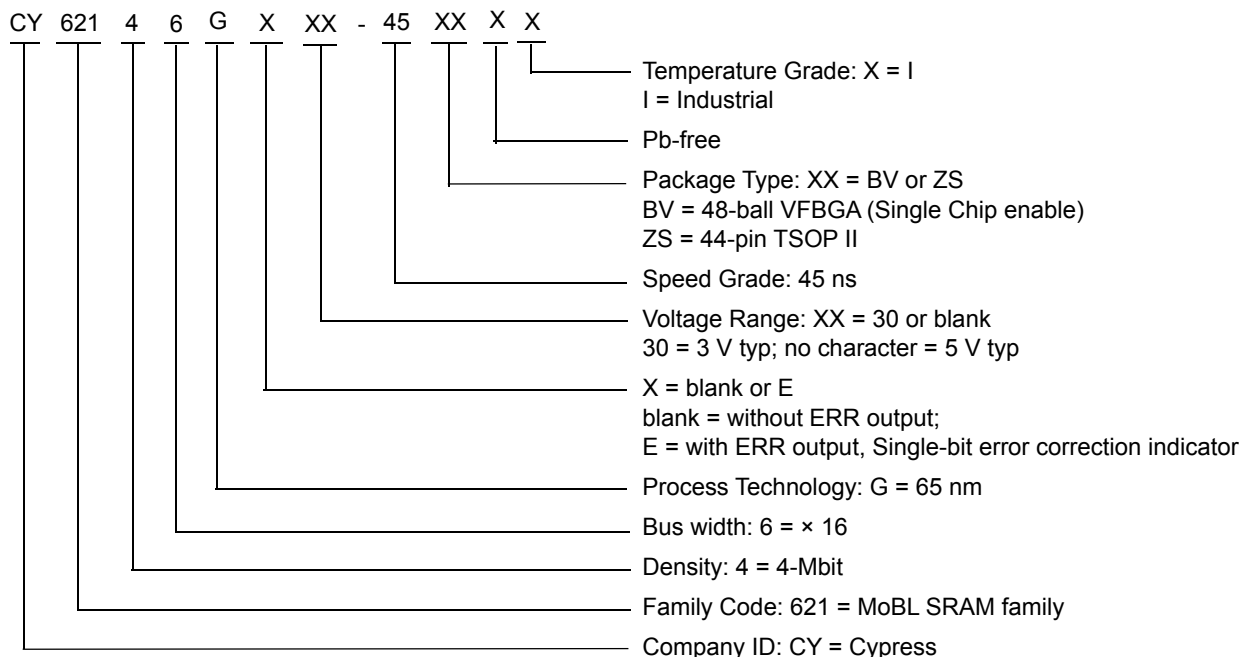 CY 621 4 6 G X XX - 45 XX X X
Temperature Grade: X = I
I = Industrial
Pb-free
Package Type: XX = BV or ZS
BV = 48-ball VFBGA (Single Chip enable)
ZS = 44-pin TSOP II
Speed Grade: 45 ns
Voltage Range: XX = 30 or blank
30 = 3 V typ; no character = 5 V typ
X = blank or E
blank = without ERR output;
E = with ERR output, Single-bit error correction indicator
Process Technology: G = 65 nm
Bus width: 6 = × 16
Density: 4 = 4-Mbit
Family Code: 621 = MoBL SRAM family
Company ID: CY = Cypress